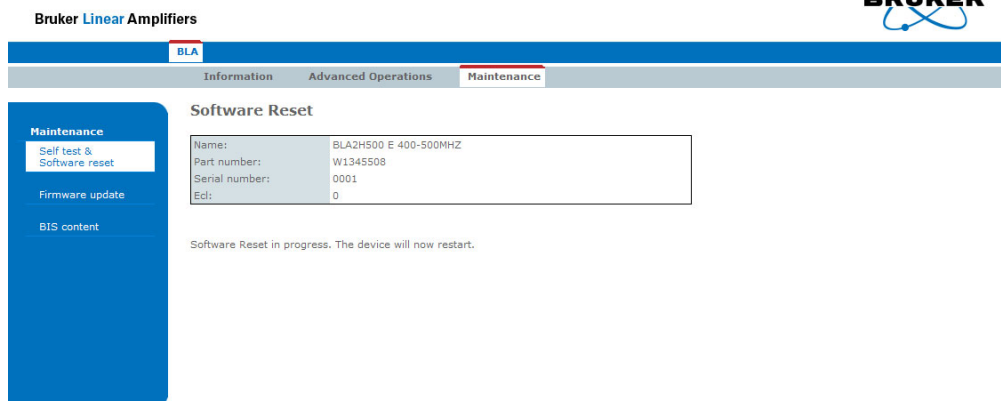 Bruker Linear Amplifiers
BRUKER
BLA
Information Advanced Operations Maintenance
Maintenance
Self test &
Software reset
Firmware update
BIS content
Software Reset
Name: BLA2H500 E 400-500MHZ
Part number: W1345508
Serial number: 0001
Ecl: 0
Software Reset in progress. The device will now restart.